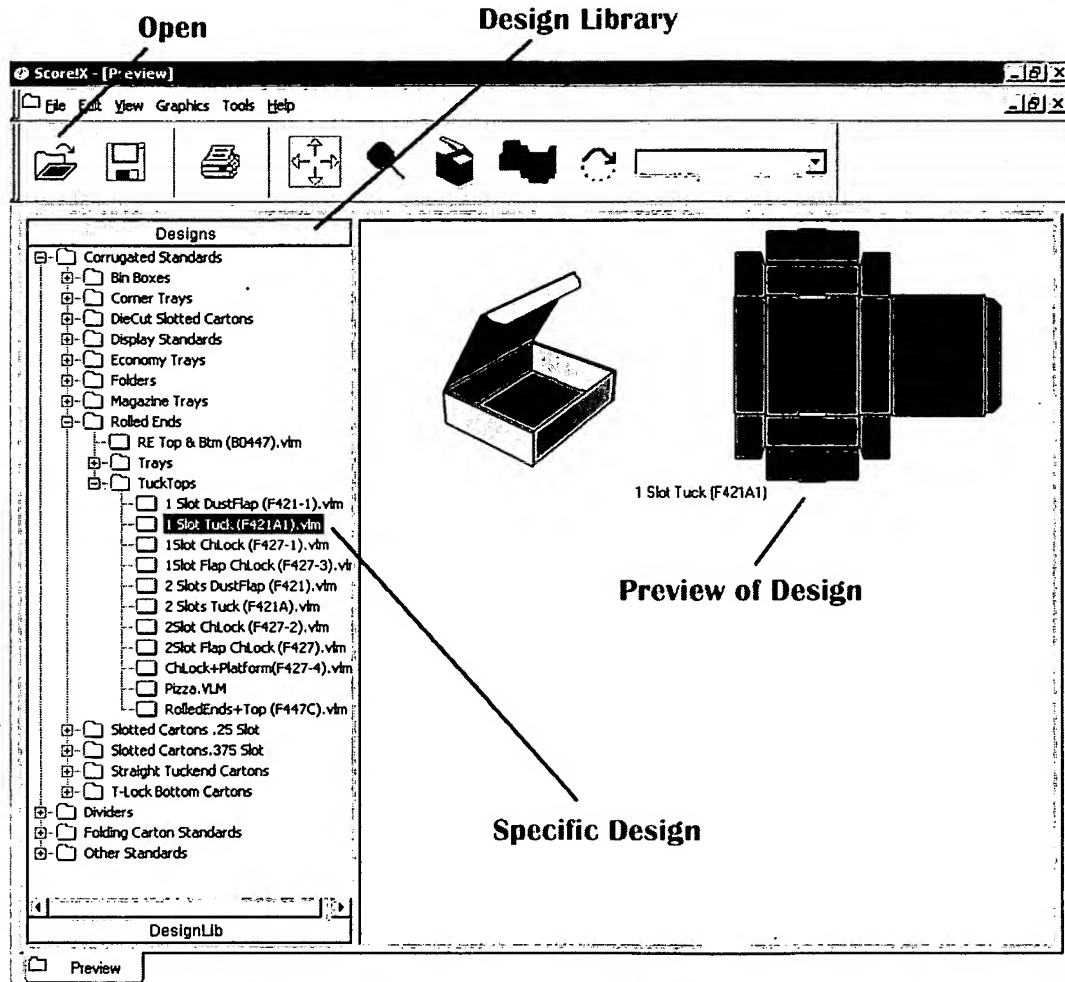 Open
Design Library
Score!X - [Preview]
File Edit View Graphics Tools Help
Designs
Corrugated Standards
Bin Boxes
Corner Trays
DieCut Slotted Cartons
Display Standards
Economy Trays
Folders
Magazine Trays
Rolled Ends
RE Top & Btm (B0447).vlm
Trays
TuckTops
1 Slot DustFlap (F421-1).vlm
1 Slot Tuck (F421A1).vlm
1Slot ChLock (F427-1).vlm
1Slot Flap ChLock (F427-3).vlr
2 Slots DustFlap (F421).vlm
2 Slots Tuck (F421A).vlm
2Slot ChLock (F427-2).vlm
2Slot Flap ChLock (F427).vlm
ChLock+Platform(F427-4).vlm
Pizza.VLM
RolledEnds+Top (F447C).vlm
Slotted Cartons .25 Slot
Slotted Cartons.375 Slot
Straight Tuckend Cartons
T-Lock Bottom Cartons
Dividers
Folding Carton Standards
Other Standards
DesignLib
Preview
1 Slot Tuck (F421A1)
Preview of Design
Specific Design